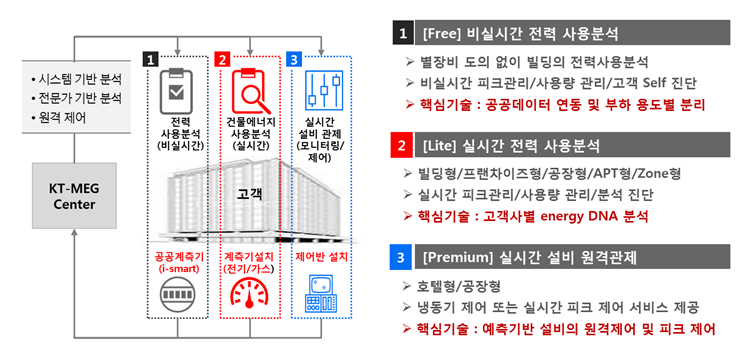 • 시스템 기반 분석
• 전문가 기반 분석
• 원격 제어
KT-MEG
Center
1
전력
사용분석
(비실시간)
2
건물에너지
사용분석
(실시간)
3
실시간
설비 관제
(모니터링/
제어)
고객
공공계측기
(i-smart)
계측기설치
(전기/가스)
제어반 설치
1 [Free] 비실시간 전력 사용분석
➢ 별장비 도의 없이 빌딩의 전력사용분석
➢ 비실시간 피크관리/사용량 관리/고객 Self 진단
➢ 핵심기술 : 공공데이터 연동 및 부하 용도별 분리
2 [Lite] 실시간 전력 사용분석
➢ 빌딩형/프랜차이즈형/공장형/APT형/Zone형
➢ 실시간 피크관리/사용량 관리/분석 진단
➢ 핵심기술 : 고객사별 energy DNA 분석
3 [Premium] 실시간 설비 원격관제
➢ 호텔형/공장형
➢ 냉동기 제어 또는 실시간 피크 제어 서비스 제공
➢ 핵심기술 : 예측기반 설비의 원격제어 및 피크 제어